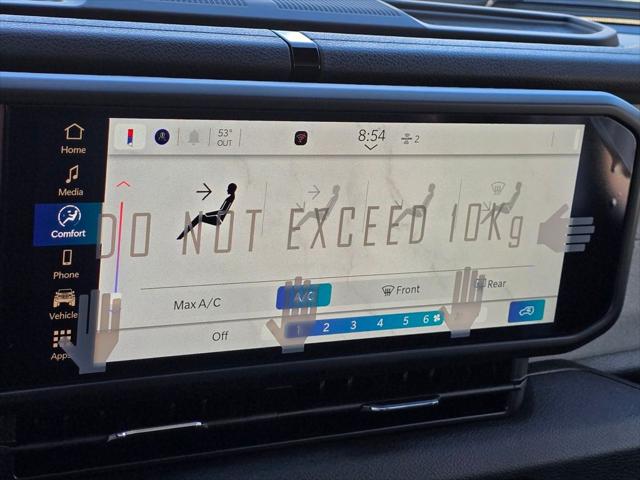 53°
OUT
8:54
2
Home
Media
Comfort
Phone
Vehicle
Apps
DO NOT EXCEED 10Kg
Max A/C
A/C
Front
Rear
Off
1 2 3 4 5 6